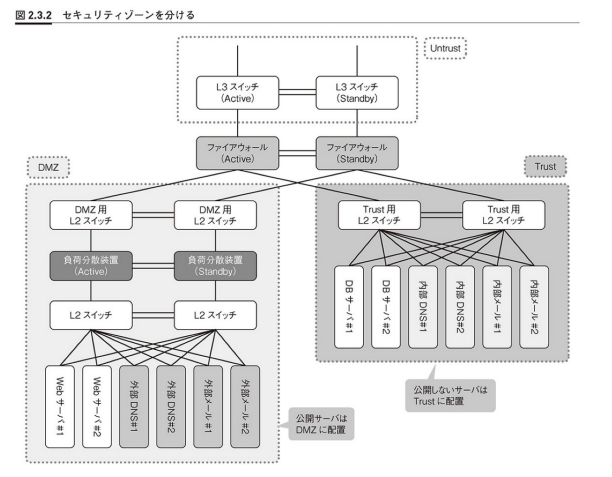 図 2.3.2 セキュリティゾーンを分ける
Untrust
L3 スイッチ
(Active)
L3 スイッチ
(Standby)
ファイアウォール
(Active)
ファイアウォール
(Standby)
DMZ
Trust
DMZ 用
L2 スイッチ
DMZ 用
L2 スイッチ
Trust 用
L2 スイッチ
Trust 用
L2 スイッチ
負荷分散装置
(Active)
負荷分散装置
(Standby)
L2 スイッチ
L2 スイッチ
DB サーバ #1
DB サーバ #2
内部 DNS#1
内部 DNS#2
内部メール #1
内部メール #2
Web サーバ #1
Web サーバ #2
外部 DNS#1
外部 DNS#2
外部メール #1
外部メール #2
公開しないサーバは
Trust に配置
公開サーバは
DMZ に配置